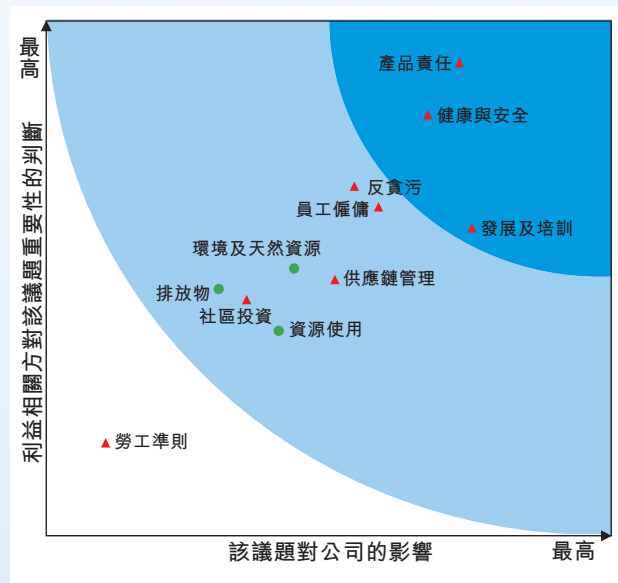 最高
利益相關方對該議題重要性的判斷
產品責任
健康與安全
反貪污
員工僱傭
發展及培訓
環境及天然資源
供應鏈管理
排放物
社區投資
資源使用
勞工準則
該議題對公司的影響
最高